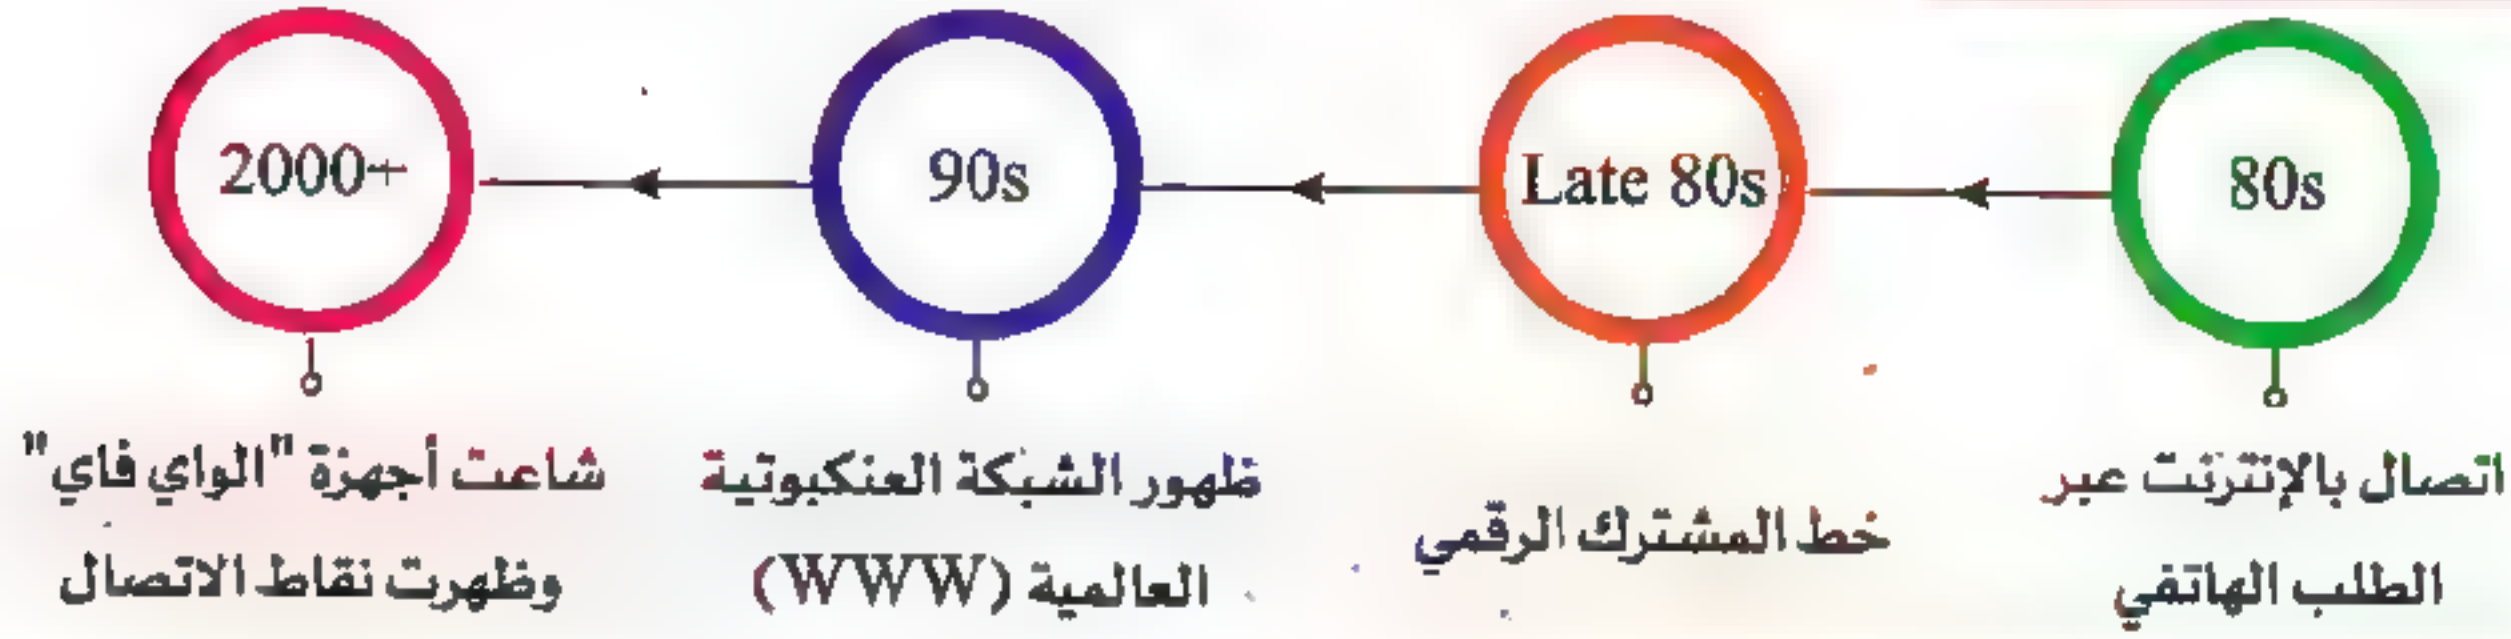 80s
اتصال بالإنترنت عبر
الطلب الهاتفي
Late 80s
خط المشترك الرقمي
90s
ظهور الشبكة العنكبوتية
العالمية (WWW)
2000+
شاعت أجهزة "الواي فاي"
وظهرت نقاط الاتصال